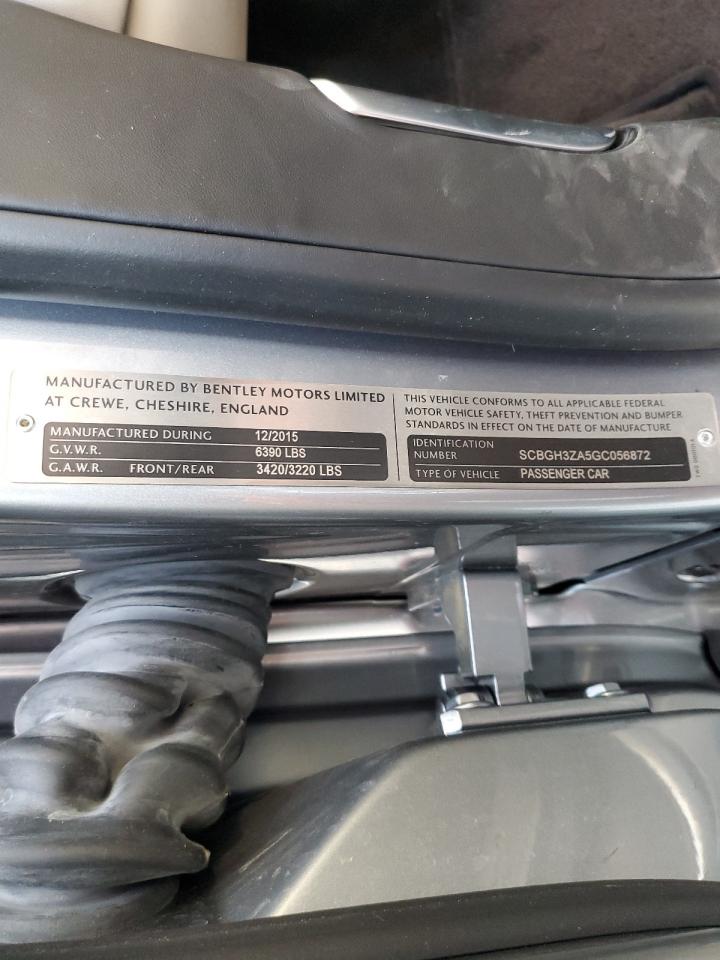 MANUFACTURED BY BENTLEY MOTORS LIMITED
AT CREWE, CHESHIRE, ENGLAND
MANUFACTURED DURING 12/2015
G.V.W.R. 6390 LBS
G.A.W.R. FRONT/REAR 3420/3220 LBS
THIS VEHICLE CONFORMS TO ALL APPLICABLE FEDERAL
MOTOR VEHICLE SAFETY, THEFT PREVENTION AND BUMPER
STANDARDS IN EFFECT ON THE DATE OF MANUFACTURE
IDENTIFICATION
NUMBER SCBGH3ZA5GC056872
TYPE OF VEHICLE PASSENGER CAR